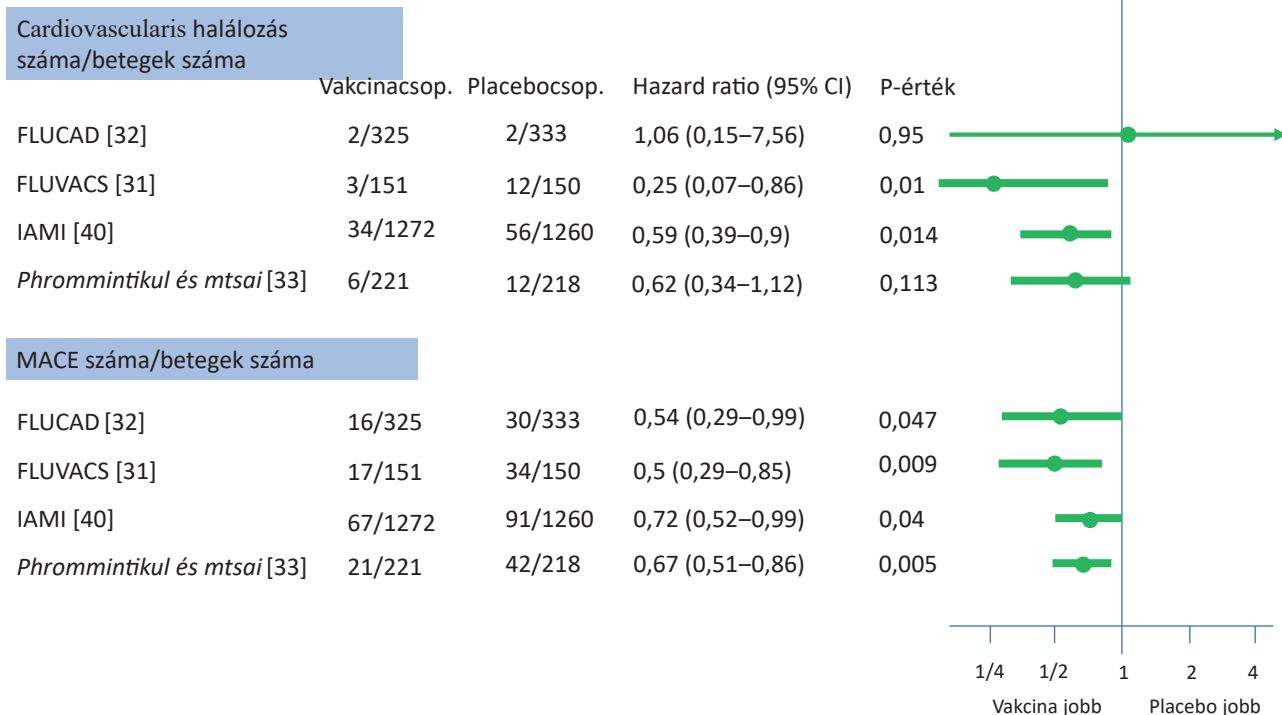 Cardiovascularis halálozás
száma/betegek száma
Vakcinacsop. Placebocsop. Hazard ratio (95% CI) P-érték
FLUCAD [32] 2/325 2/333 1,06 (0,15–7,56) 0,95
FLUVACS [31] 3/151 12/150 0,25 (0,07–0,86) 0,01
IAMI [40] 34/1272 56/1260 0,59 (0,39–0,9) 0,014
Phrommintikul és mtsai [33] 6/221 12/218 0,62 (0,34–1,12) 0,113
MACE száma/betegek száma
FLUCAD [32] 16/325 30/333 0,54 (0,29–0,99) 0,047
FLUVACS [31] 17/151 34/150 0,5 (0,29–0,85) 0,009
IAMI [40] 67/1272 91/1260 0,72 (0,52–0,99) 0,04
Phrommintikul és mtsai [33] 21/221 42/218 0,67 (0,51–0,86) 0,005
1/4 1/2 1 2 4
Vakcina jobb Placebo jobb